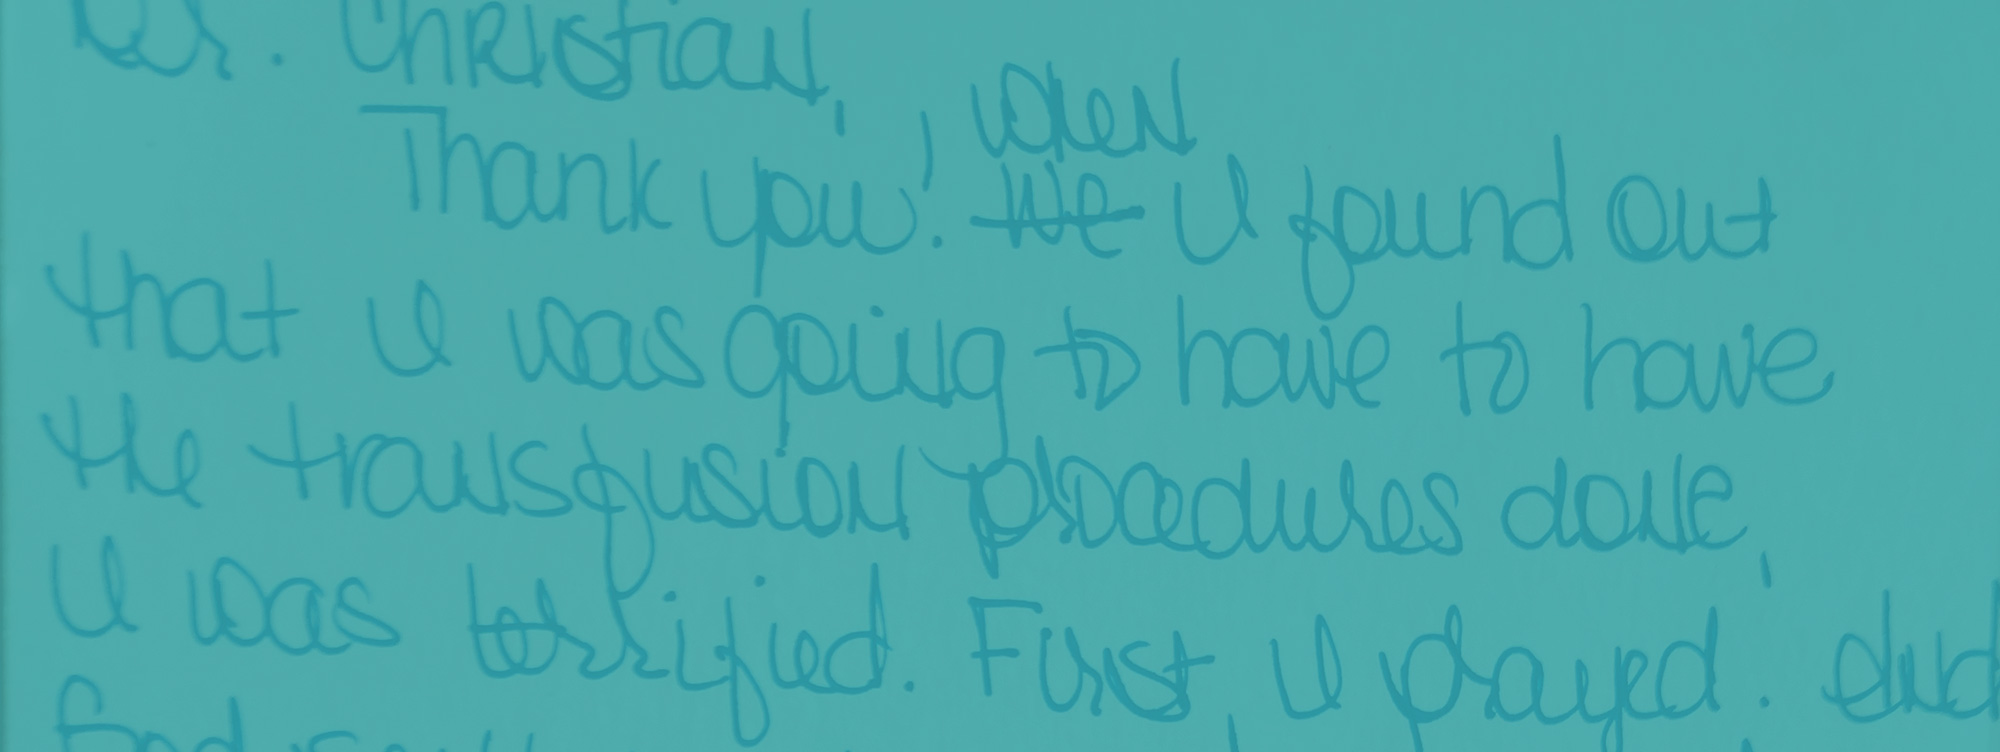 Dr. Christian,
Thank you! When
We I found out
that I was going to have to have
the transfusion procedures done,
I was terrified. First, I prayed. And
God